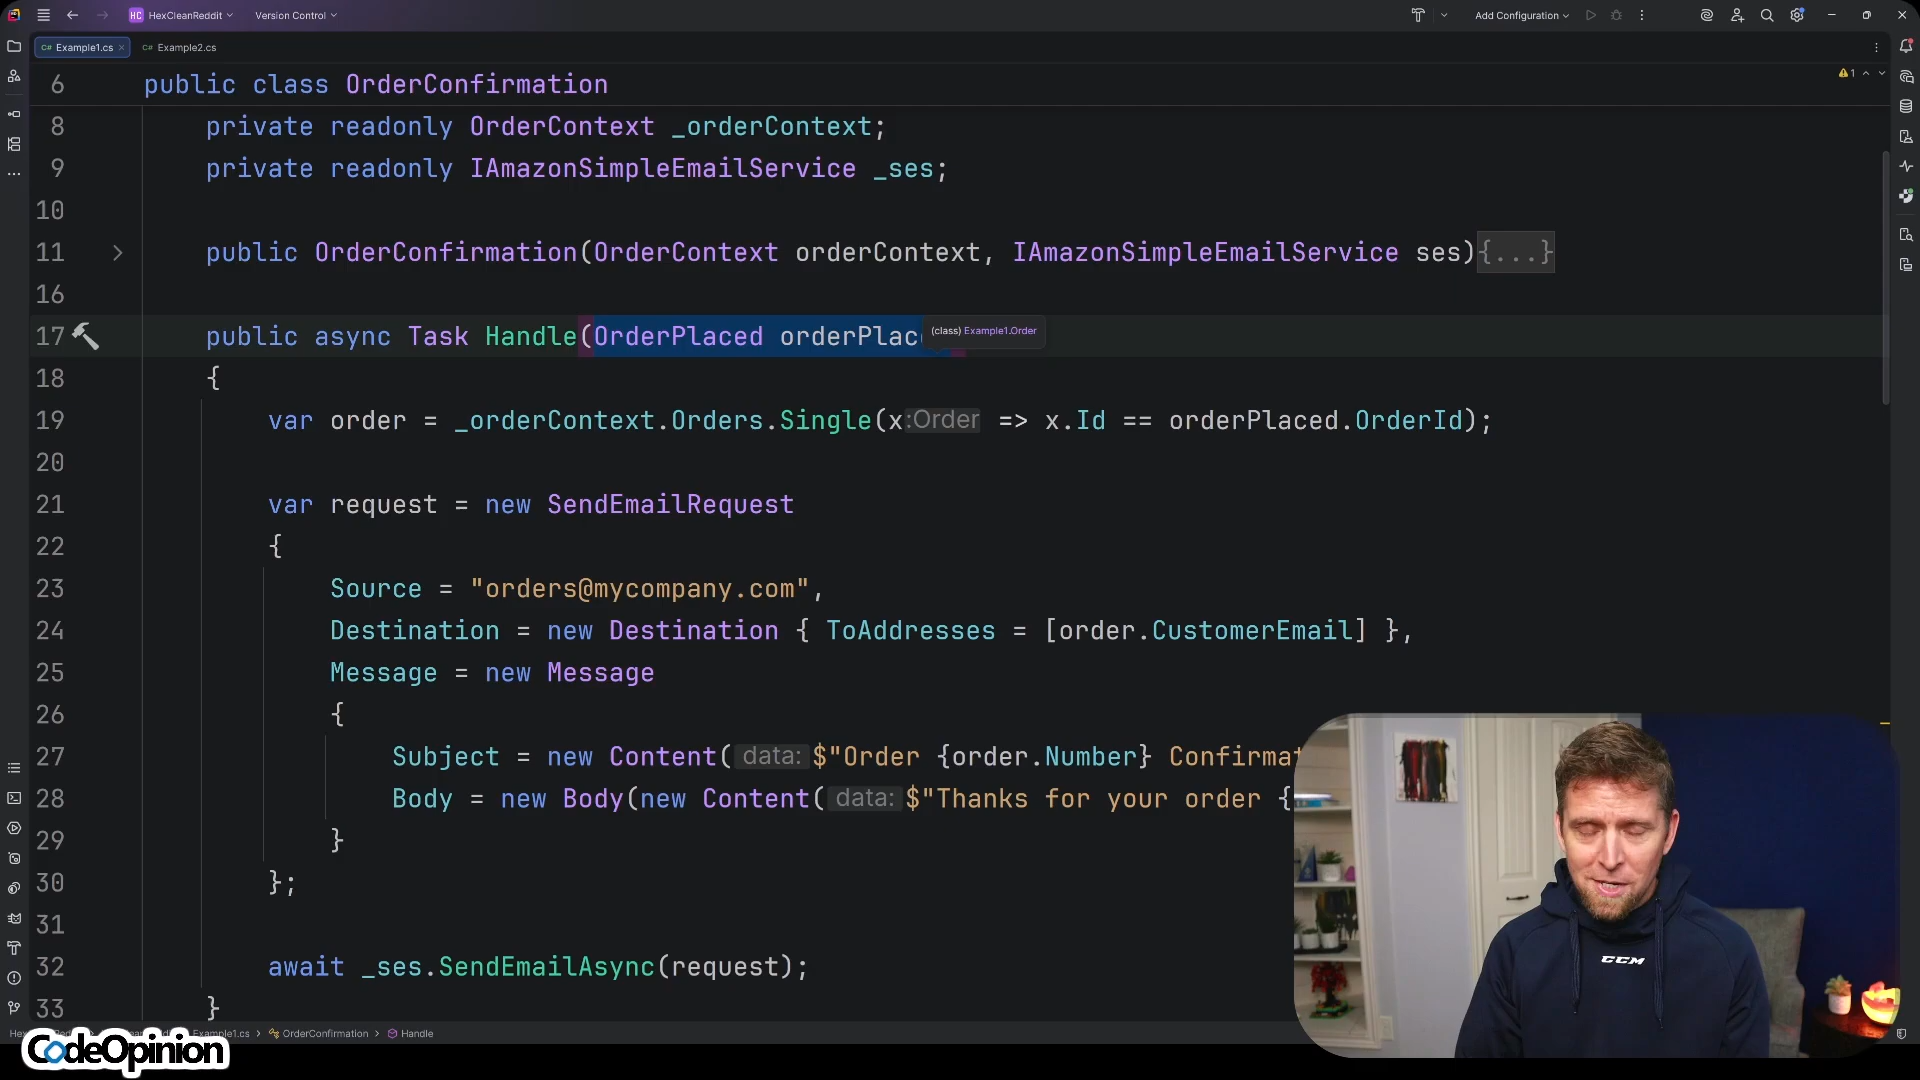 HC HexCleanReddit Version Control Add Configuration
C# Example1.cs C# Example2.cs
6 public class OrderConfirmation
1
8 private readonly OrderContext _orderContext;
9 private readonly IAmazonSimpleEmailService _ses;
10
11 public OrderConfirmation(OrderContext orderContext, IAmazonSimpleEmailService ses){...}
16
17 public async Task Handle(OrderPlaced orderPlac
(class) Example1.Order
18 {
19 var order = _orderContext.Orders.Single(x:Order => x.Id == orderPlaced.OrderId);
20
21 var request = new SendEmailRequest
22 {
23 Source = "orders@mycompany.com",
24 Destination = new Destination { ToAddresses = [order.CustomerEmail] },
25 Message = new Message
26 {
27 Subject = new Content( data: $"Order {order.Number} Confirmat
28 Body = new Body(new Content( data: $"Thanks for your order {
29 }
30 };
31
32 await _ses.SendEmailAsync(request);
33 }
CCM
Example1.cs > OrderConfirmation > Handle
CodeOpinion